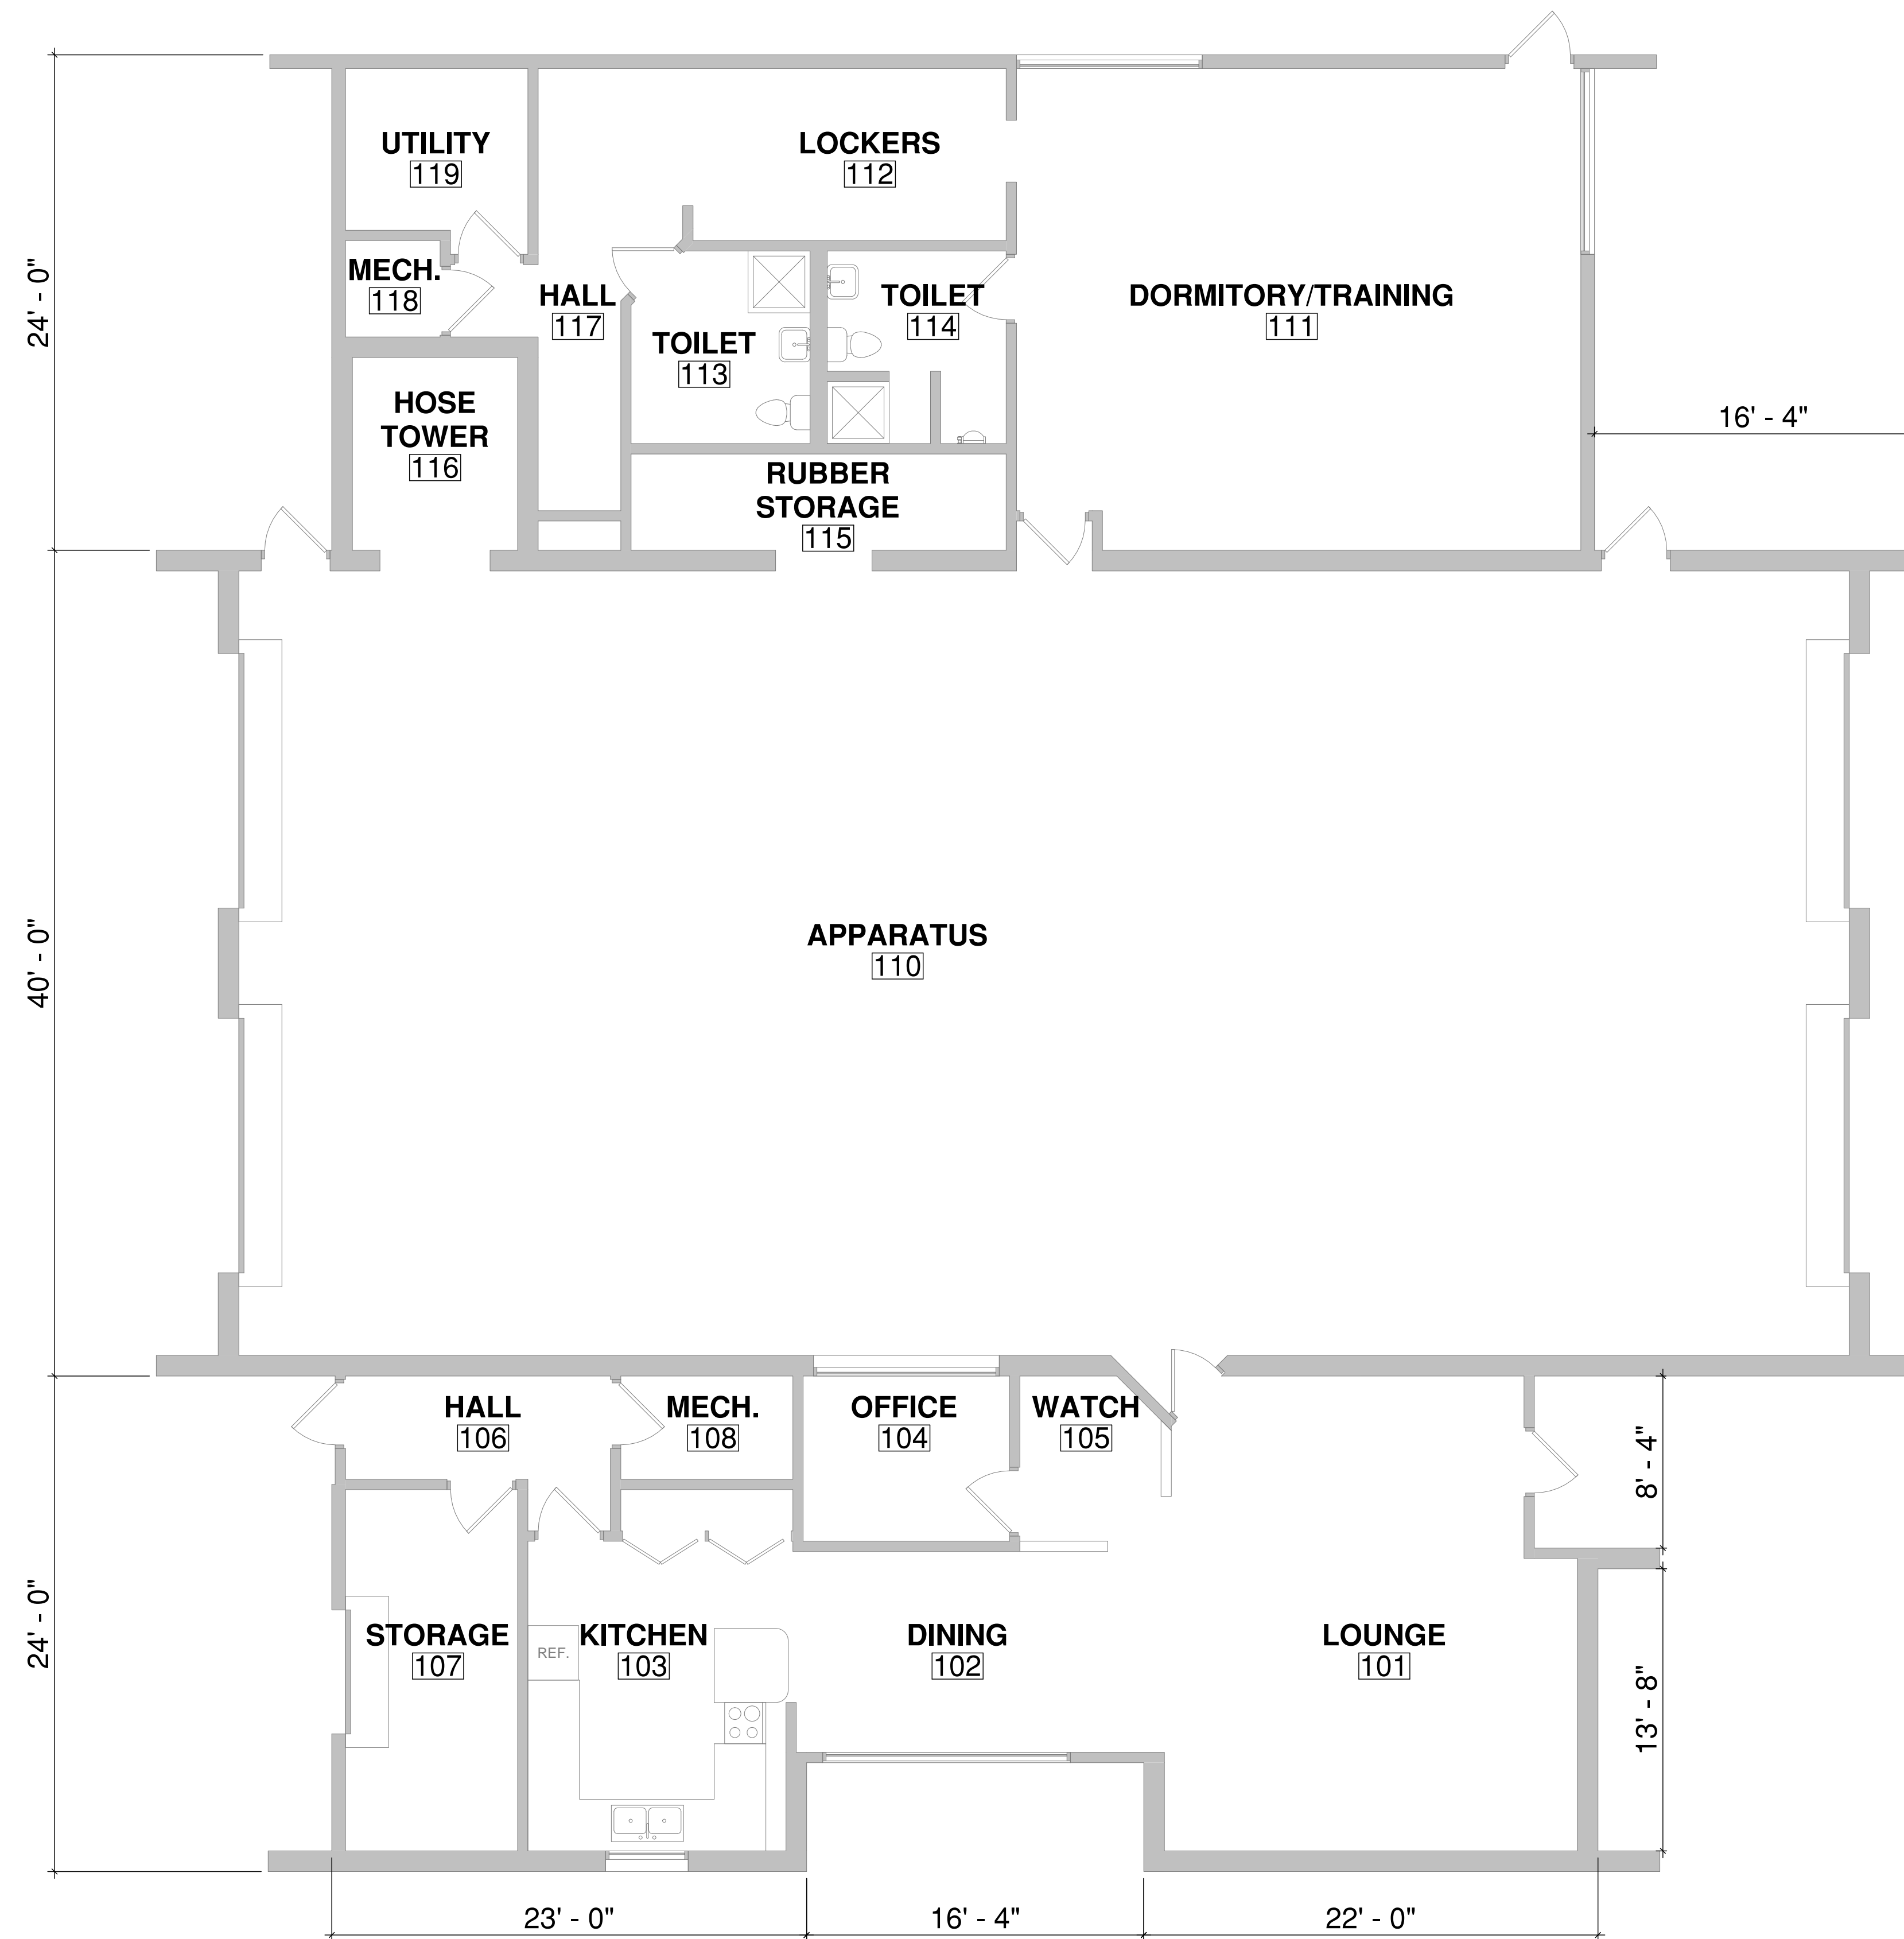 UTILITY
119
LOCKERS
112
MECH.
118
HALL
117
TOILET
113
TOILET
114
DORMITORY/TRAINING
111
24' - 0"
16' - 4"
HOSE
TOWER
116
RUBBER
STORAGE
115
40' - 0"
APPARATUS
110
HALL
106
MECH.
108
OFFICE
104
WATCH
105
8' - 4"
24' - 0"
STORAGE
107
REF.
KITCHEN
103
DINING
102
LOUNGE
101
13' - 8"
23' - 0"
16' - 4"
22' - 0"